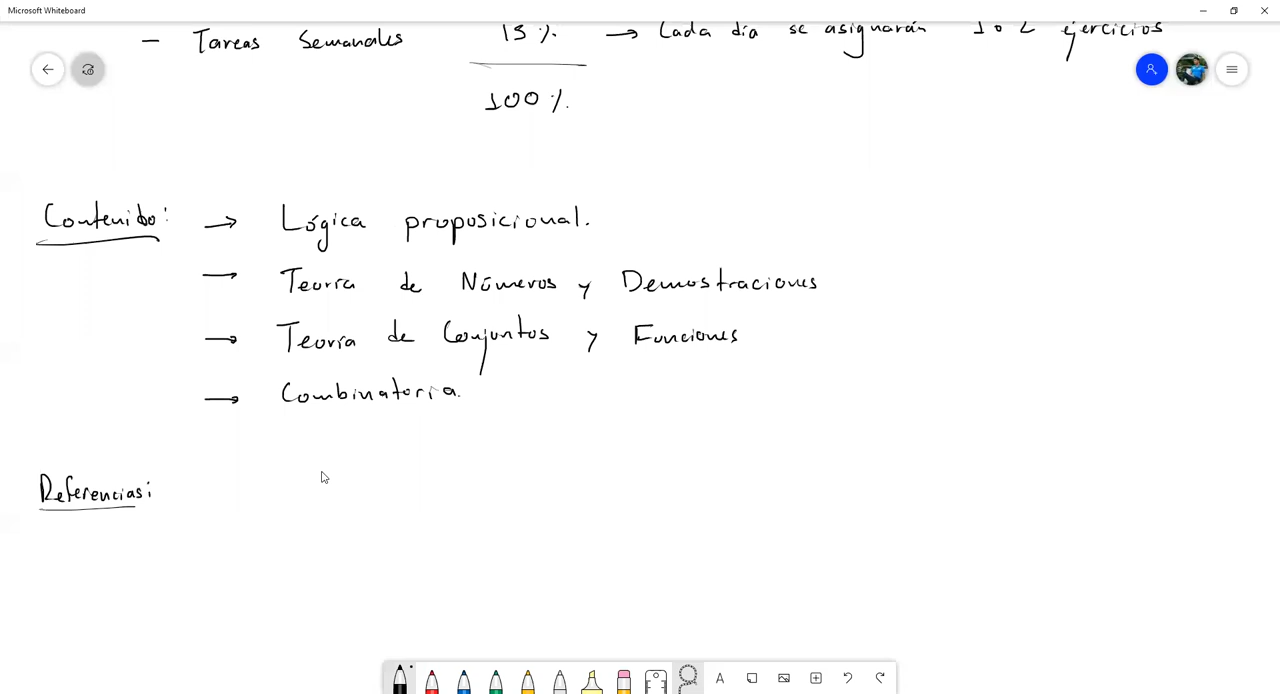 Microsoft Whiteboard
– Tareas Semanales 15 % → Cada día se asignarán 1 o 2 ejercicios
100 %.
Contenido: → Lógica proposicional.
→ Teoría de Números y Demostraciones
→ Teoría de Conjuntos y Funciones
→ Combinatoria.
Referencias:
A